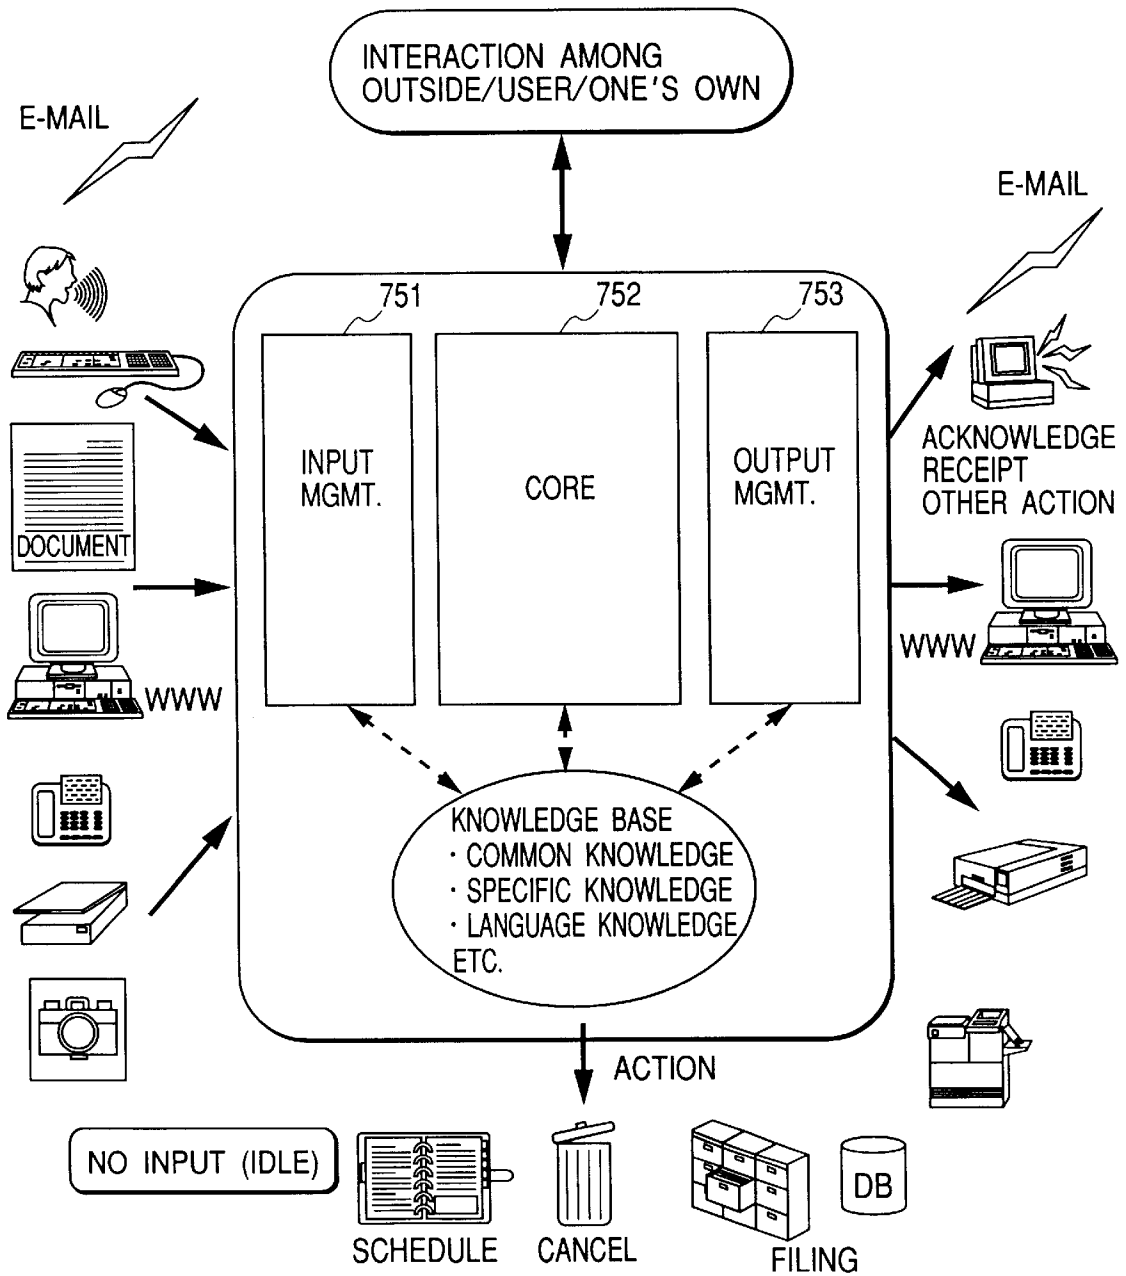 INTERACTION AMONG
OUTSIDE/USER/ONE'S OWN
E-MAIL
E-MAIL
751
752
753
INPUT
MGMT.
CORE
OUTPUT
MGMT.
ACKNOWLEDGE
RECEIPT
OTHER ACTION
DOCUMENT
WWW
WWW
KNOWLEDGE BASE
· COMMON KNOWLEDGE
· SPECIFIC KNOWLEDGE
· LANGUAGE KNOWLEDGE
ETC.
ACTION
NO INPUT (IDLE)
DB
SCHEDULE
CANCEL
FILING